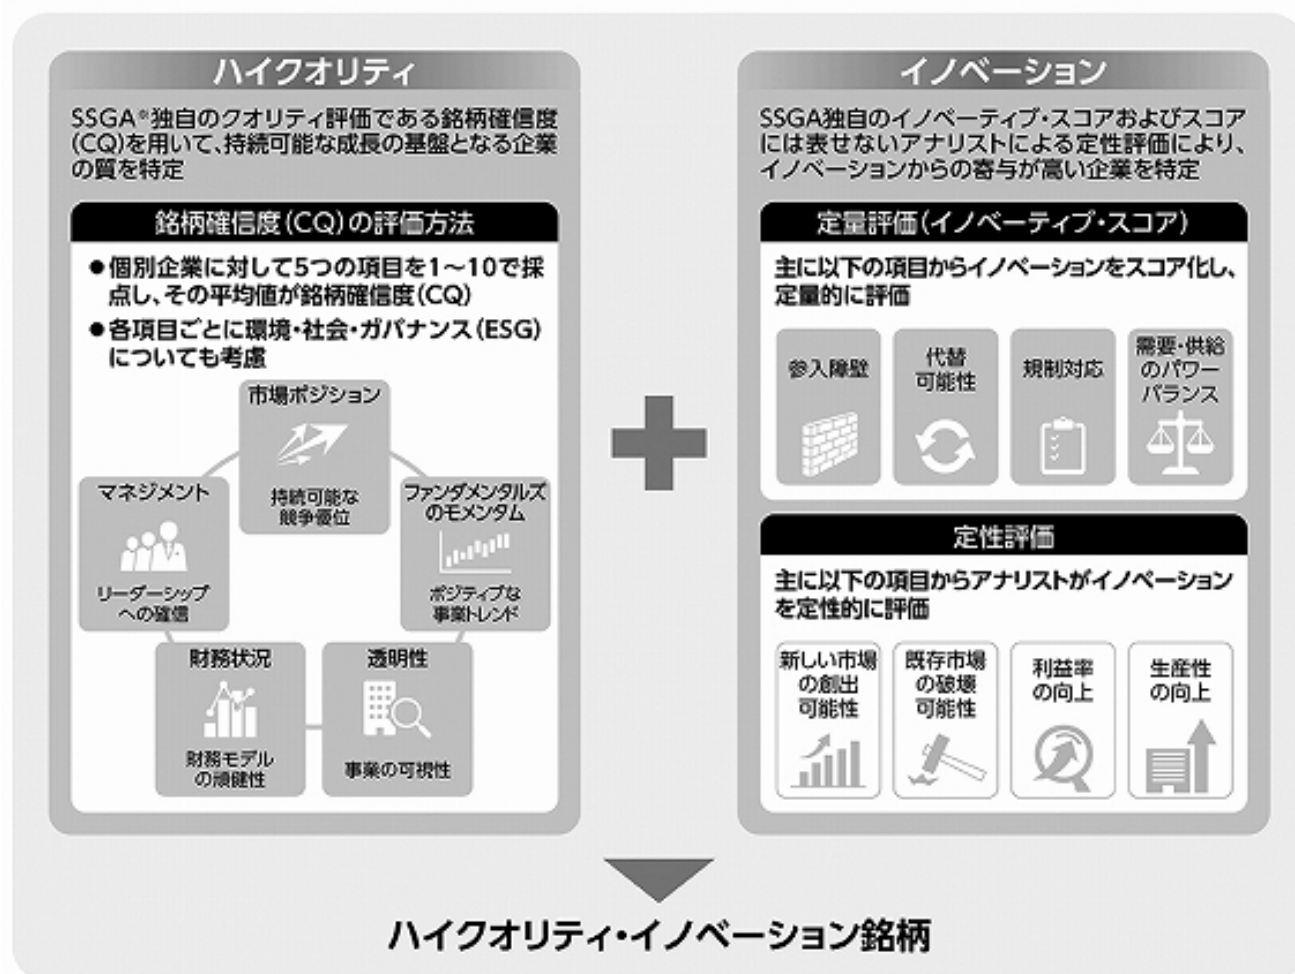 ハイクオリティ
SSGA※独自のクオリティ評価である銘柄確信度
(CQ)を用いて、持続可能な成長の基盤となる企業
の質を特定
銘柄確信度(CQ)の評価方法
●個別企業に対して5つの項目を1～10で採
点し、その平均値が銘柄確信度(CQ)
●各項目ごとに環境・社会・ガバナンス(ESG)
についても考慮
市場ポジション
持続可能な
競争優位
マネジメント
リーダーシップ
への確信
ファンダメンタルズ
のモメンタム
ポジティブな
事業トレンド
財務状況
財務モデル
の頑健性
透明性
事業の可視性
イノベーション
SSGA独自のイノベーティブ・スコアおよびスコア
には表せないアナリストによる定性評価により、
イノベーションからの寄与が高い企業を特定
定量評価(イノベーティブ・スコア)
主に以下の項目からイノベーションをスコア化し、
定量的に評価
参入障壁
代替
可能性
規制対応
需要・供給
のパワー
バランス
定性評価
主に以下の項目からアナリストがイノベーション
を定性的に評価
新しい市場
の創出
可能性
既存市場
の破壊
可能性
利益率
の向上
生産性
の向上
ハイクオリティ・イノベーション銘柄